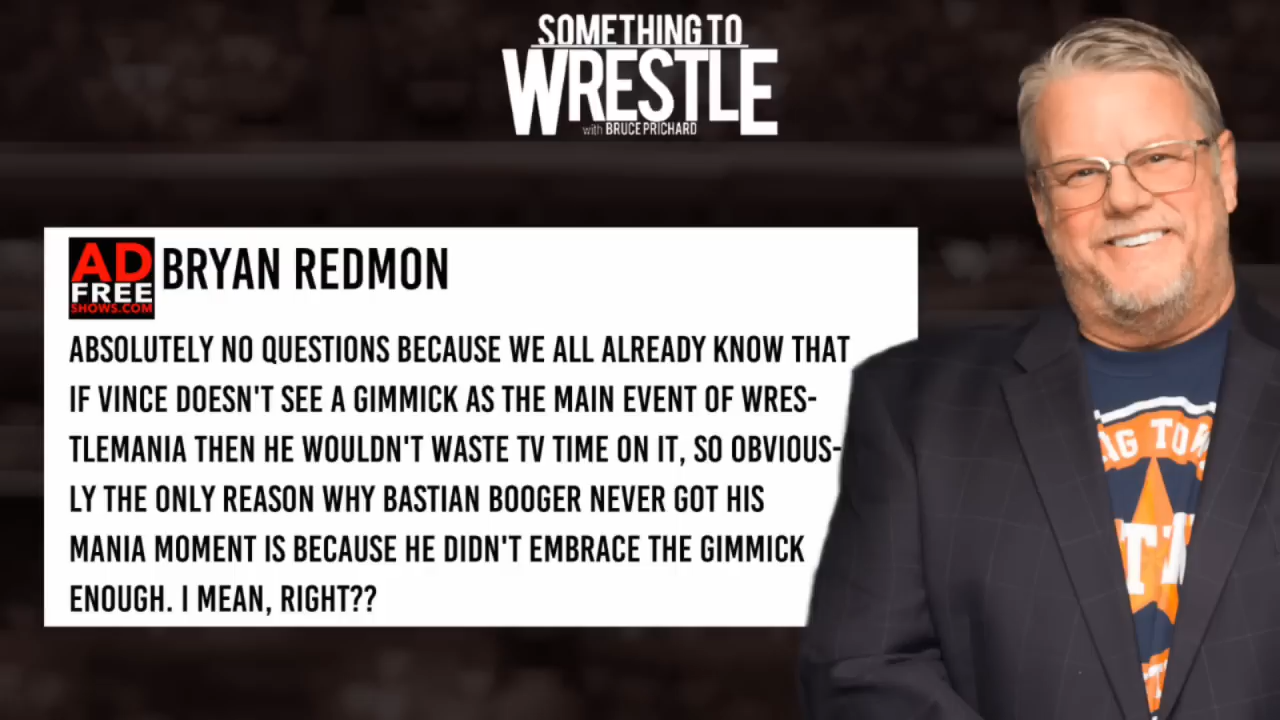 SOMETHING TO
WRESTLE
with BRUCE PRICHARD
AD
FREE
SHOWS.COM
BRYAN REDMON
ABSOLUTELY NO QUESTIONS BECAUSE WE ALL ALREADY KNOW THAT
IF VINCE DOESN'T SEE A GIMMICK AS THE MAIN EVENT OF WRES-
TLEMANIA THEN HE WOULDN'T WASTE TV TIME ON IT, SO OBVIOUS-
LY THE ONLY REASON WHY BASTIAN BOOGER NEVER GOT HIS
MANIA MOMENT IS BECAUSE HE DIDN'T EMBRACE THE GIMMICK
ENOUGH. I MEAN, RIGHT??